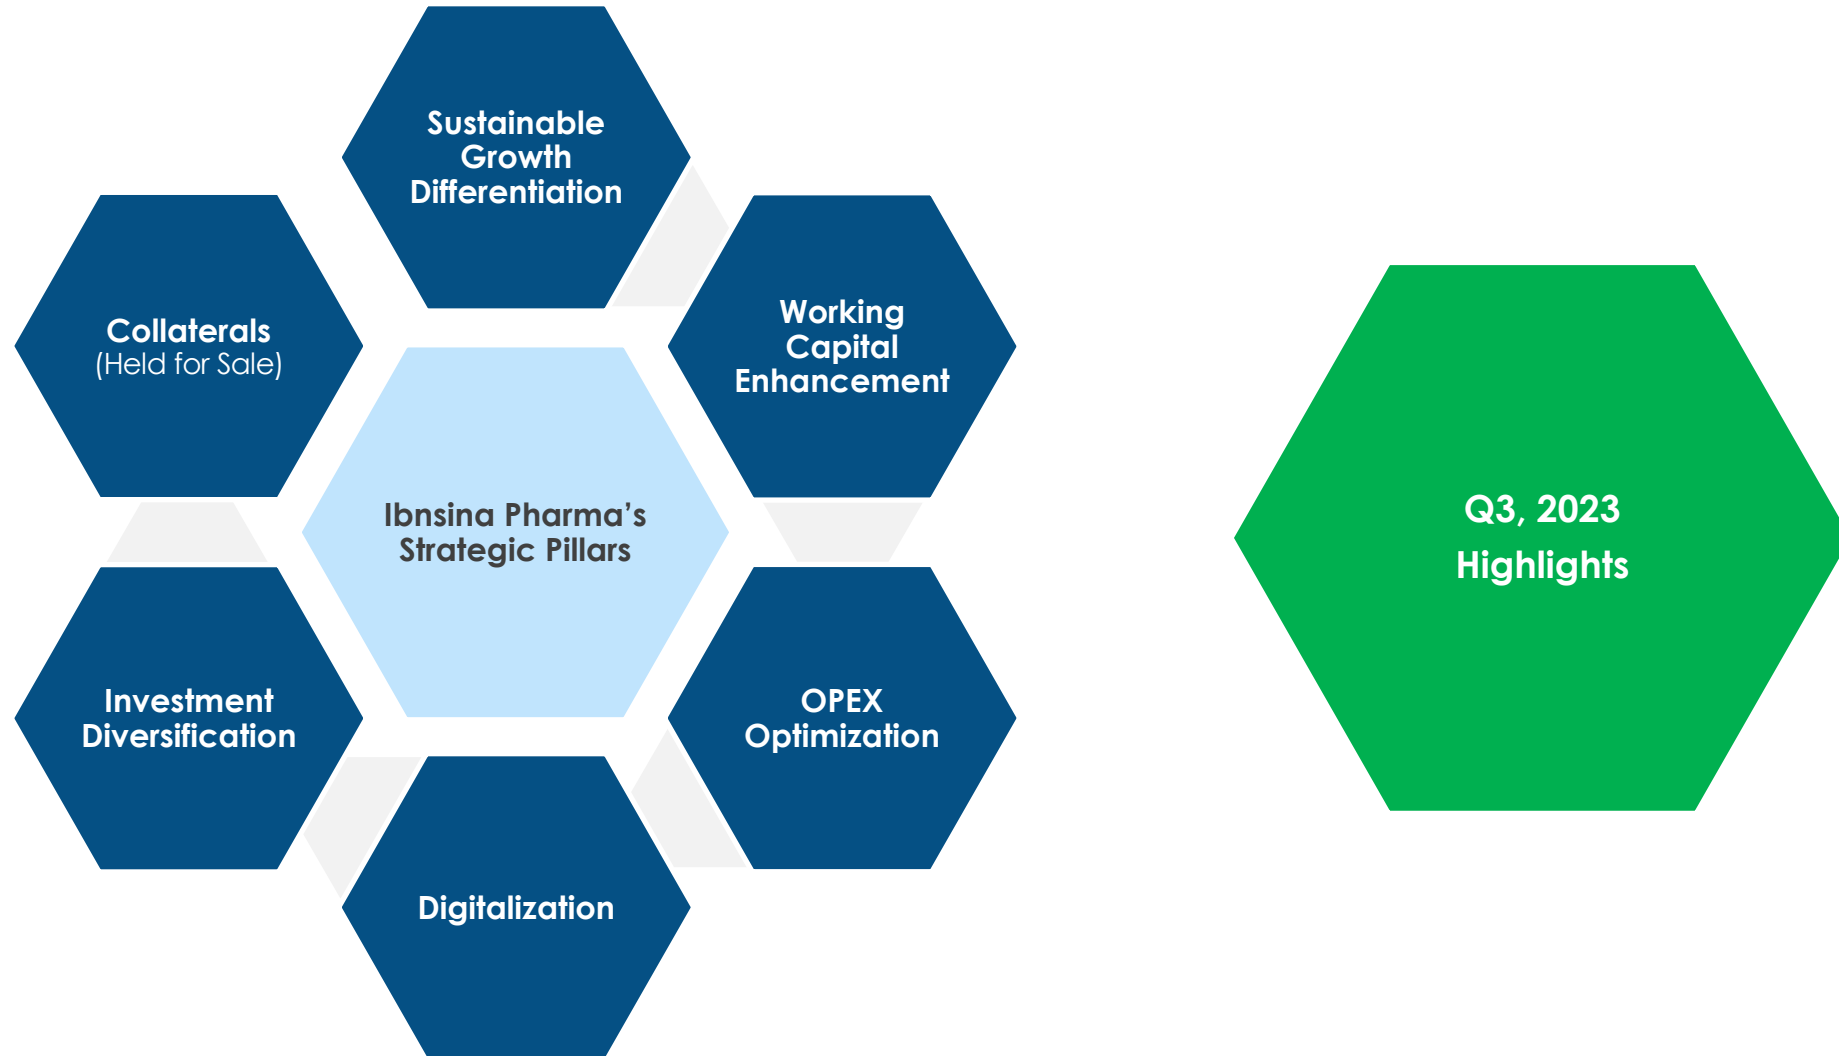 Sustainable
Growth
Differentiation
Working
Capital
Enhancement
OPEX
Optimization
Digitalization
Investment
Diversification
Collaterals
(Held for Sale)
Ibnsina Pharma’s
Strategic Pillars
Q3, 2023
Highlights